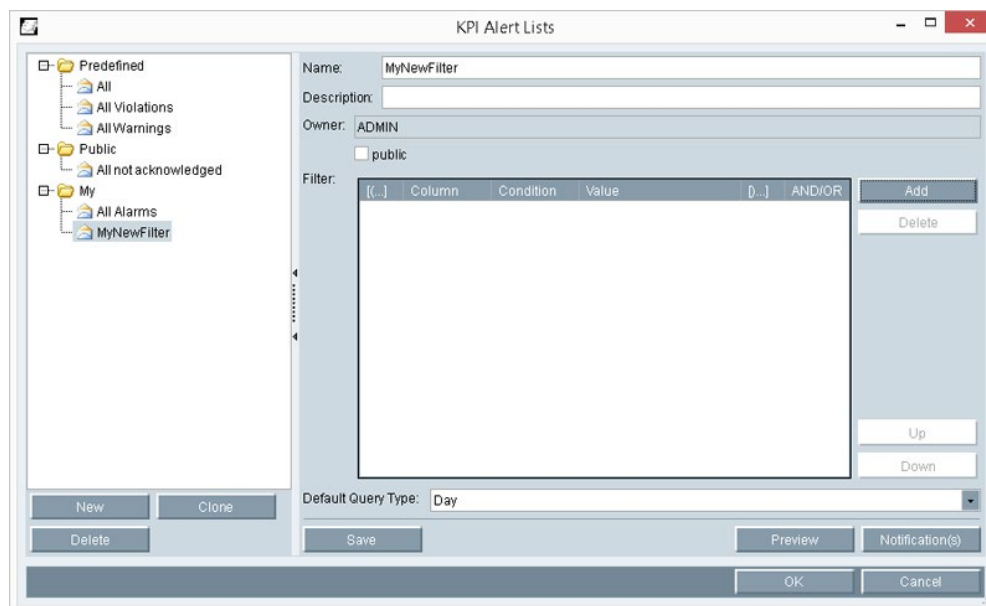 KPI Alert Lists
Predefined
All
All Violations
All Warnings
Public
All not acknowledged
My
All Alarms
MyNewFilter
New Clone
Delete
Name: MyNewFilter
Description:
Owner: ADMIN
public
Filter:
[(...] Column Condition Value [)...] AND/OR
Add
Delete
Up
Down
Default Query Type: Day
Save Preview Notification(s)
OK Cancel